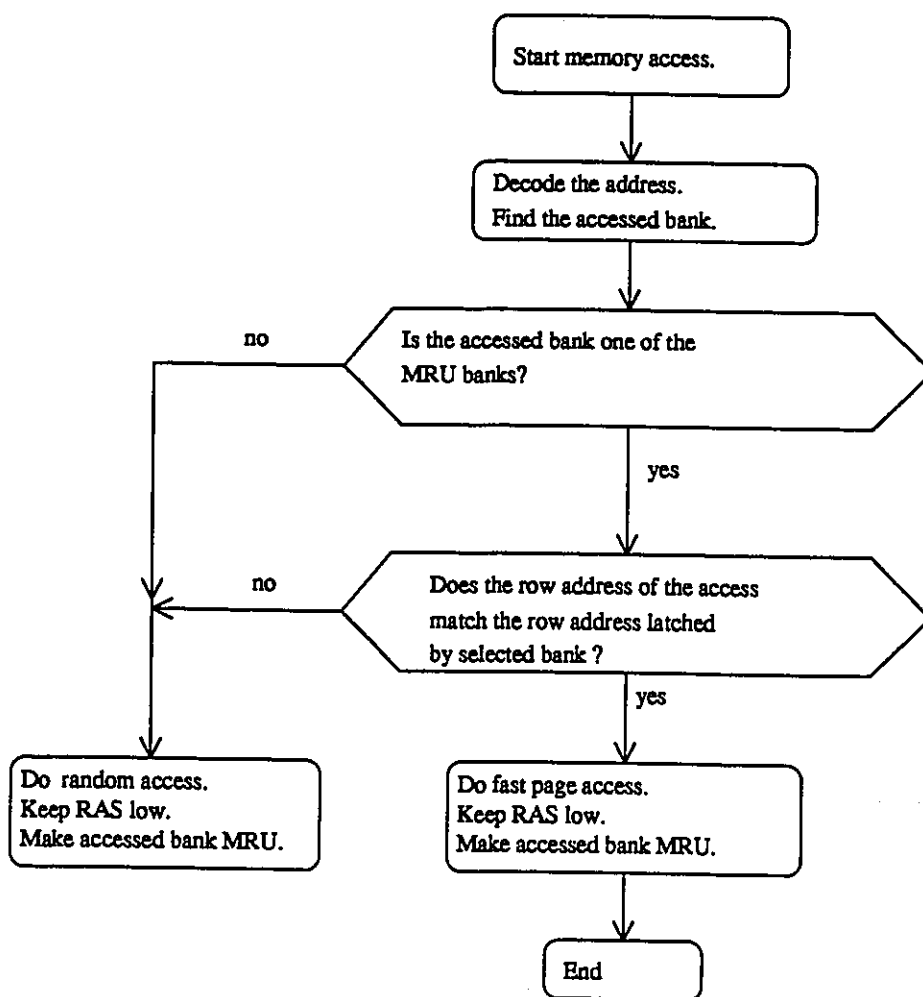 Start memory access.
Decode the address.
Find the accessed bank.
no
Is the accessed bank one of the
MRU banks?
yes
no
Does the row address of the access
match the row address latched
by selected bank ?
yes
Do random access.
Keep RAS low.
Make accessed bank MRU.
Do fast page access.
Keep RAS low.
Make accessed bank MRU.
End